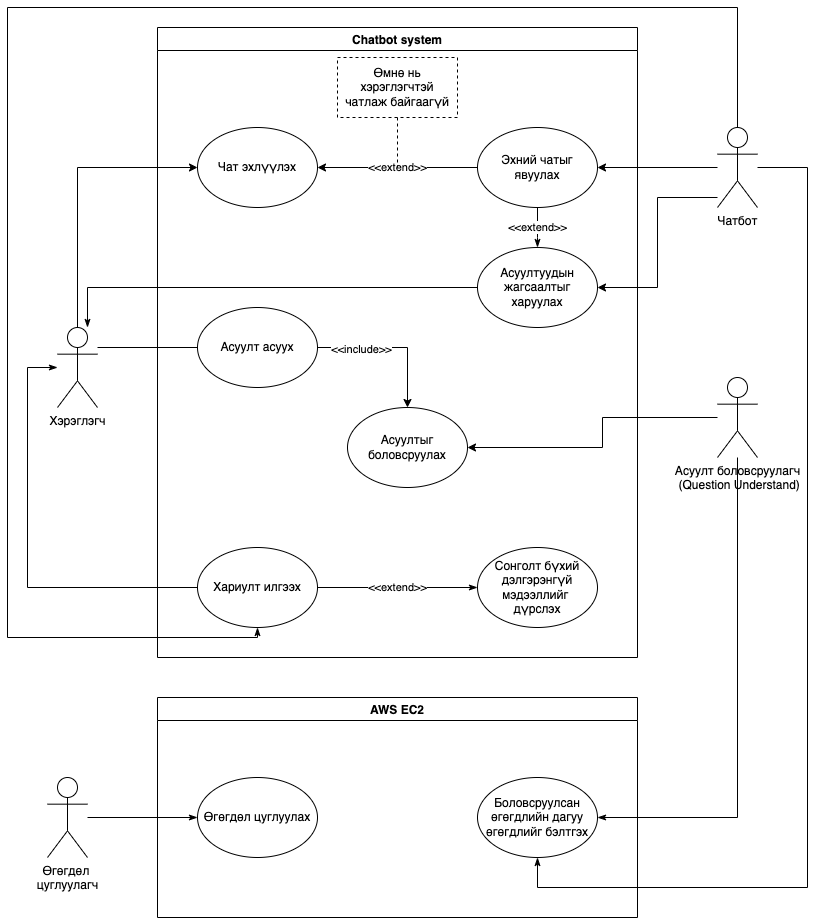 Chatbot system
Өмнө нь
хэрэглэгчтэй
чатлаж байгаагүй
Чат эхлүүлэх
<<extend>>
Эхний чатыг
явуулах
Чатбот
<<extend>>
Асуултуудын
жагсаалтыг
харуулах
Хэрэглэгч
Асуулт асуух
<<include>>
Асуултыг
боловсруулах
Асуулт боловсруулагч
(Question Understand)
Хариулт илгээх
<<extend>>
Сонголт бүхий
дэлгэрэнгүй
мэдээллийг
дүрслэх
AWS EC2
Өгөгдөл
цуглуулагч
Өгөгдөл цуглуулах
Боловсруулсан
өгөгдлийн дагуу
өгөгдлийг бэлтгэх